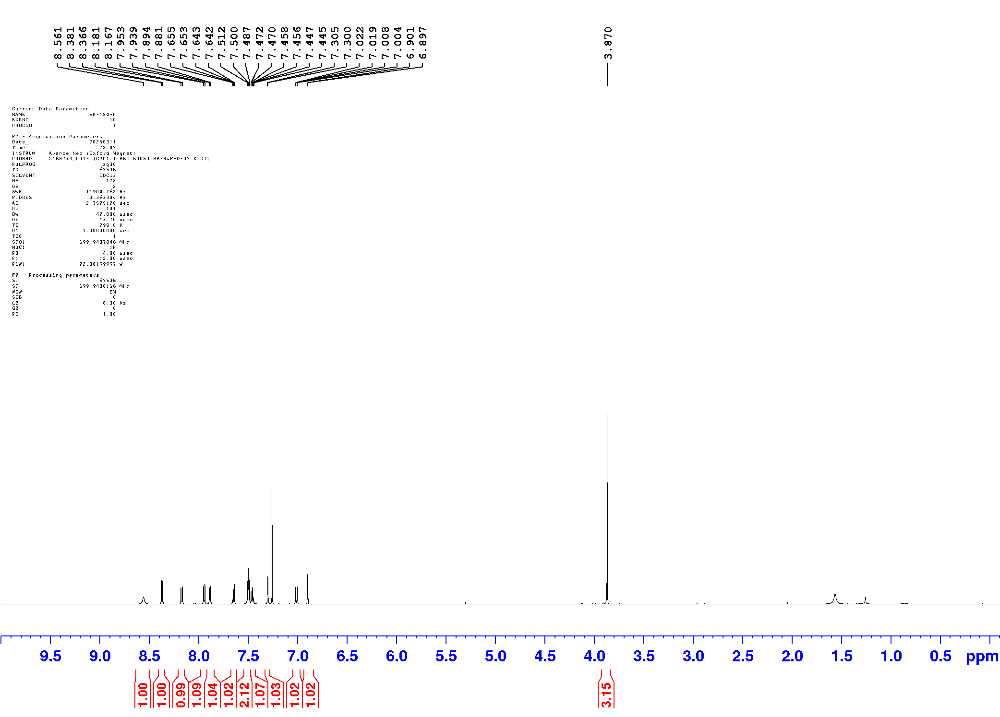 8.561
8.381
8.366
8.181
8.167
7.953
7.939
7.894
7.881
7.655
7.653
7.643
7.642
7.512
7.500
7.487
7.472
7.470
7.458
7.456
7.447
7.445
7.305
7.300
7.022
7.019
7.008
7.004
6.901
6.897
3.870
Current Data Parameters
NAME SK-184-P
EXPNO 10
PROCNO 1
F2 - Acquisition Parameters
Date_ 20250311
Time 22.45
INSTRUM Avance Neo (Oxford Magnet)
PROBHD Z168773_0013 (CPP1.1 BBO 600S3 BB-H&F-D-05 Z XT)
PULPROG zg30
TD 65536
SOLVENT CDCl3
NS 128
DS 2
SWH 11904.762 Hz
FIDRES 0.363304 Hz
AQ 2.7525120 sec
RG 101
DW 42.000 usec
DE 13.70 usec
TE 298.0 K
D1 1.00000000 sec
TD0 1
SFO1 599.9437046 MHz
NUC1 1H
P0 4.00 usec
P1 12.00 usec
PLW1 22.88199997 W
F2 - Processing parameters
SI 65536
SF 599.9400156 MHz
WDW EM
SSB 0
LB 0.30 Hz
GB 0
PC 1.00
9.5 9.0 8.5 8.0 7.5 7.0 6.5 6.0 5.5 5.0 4.5 4.0 3.5 3.0 2.5 2.0 1.5 1.0 0.5 ppm
1.00
1.00
0.99
1.09
1.04
1.02
2.12
1.07
1.03
1.02
1.02
3.15